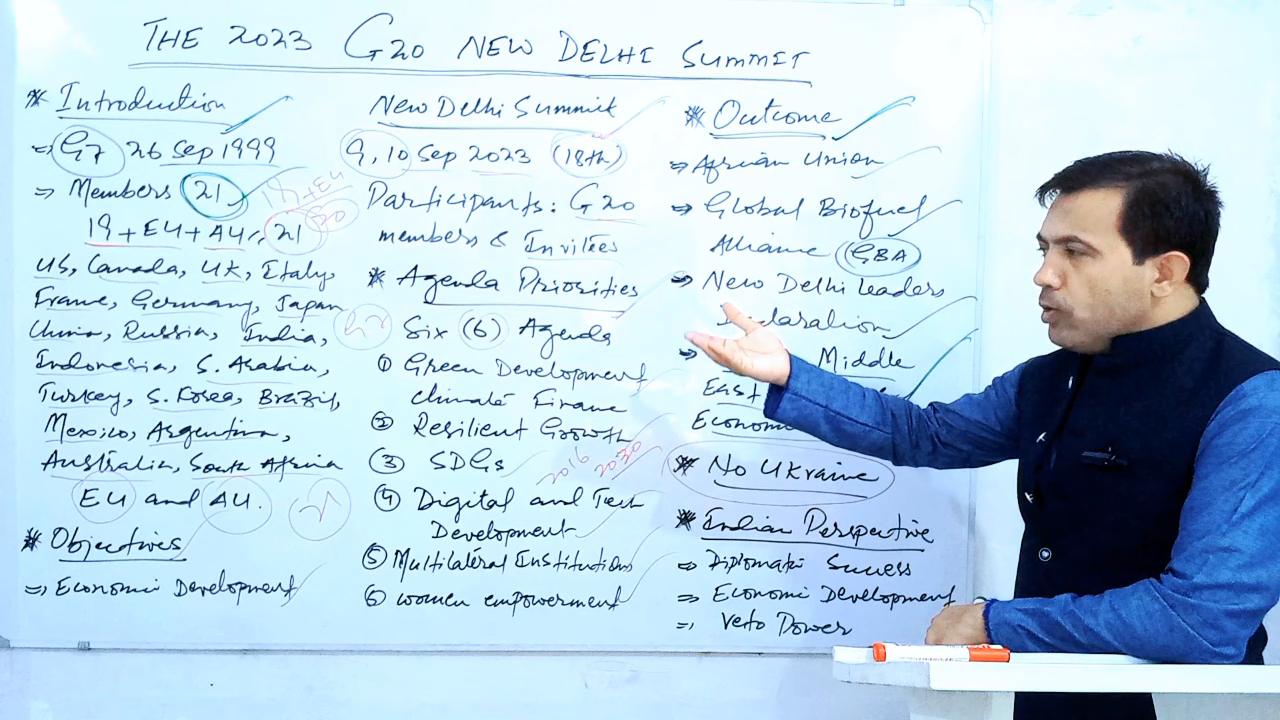 THE 2023 G20 NEW DELHI SUMMIT
* Introduction
⇒ G7 26 Sep 1999
⇒ Members 21
19+EU
20
19+EU+AU = 21
US, Canada, UK, Italy,
France, Germany, Japan
China, Russia, India,
Indonesia, S. Arabia,
Turkey, S. Korea, Brazil,
Mexico, Argentina,
Australia, South Africa
EU and AU.
* Objectives
⇒ Economic Development
New Delhi Summit
9,10 Sep 2023 (18th)
Participants: G20
members & Invitees
* Agenda Priorities
Six (6) Agenda
① Green Development
climate Finance
② Resilient Growth
③ SDGs
2030
④ Digital and Tech
Development
⑤ Multilateral Institutions
⑥ women empowerment
* Outcome
⇒ African Union
⇒ Global Biofuel
Alliance (GBA)
⇒ New Delhi Leaders
Declaration
⇒ Middle
East
Economic
* No Ukraine
* Indian Perspective
⇒ Diplomatic Success
⇒ Economic Development
⇒ Veto Power